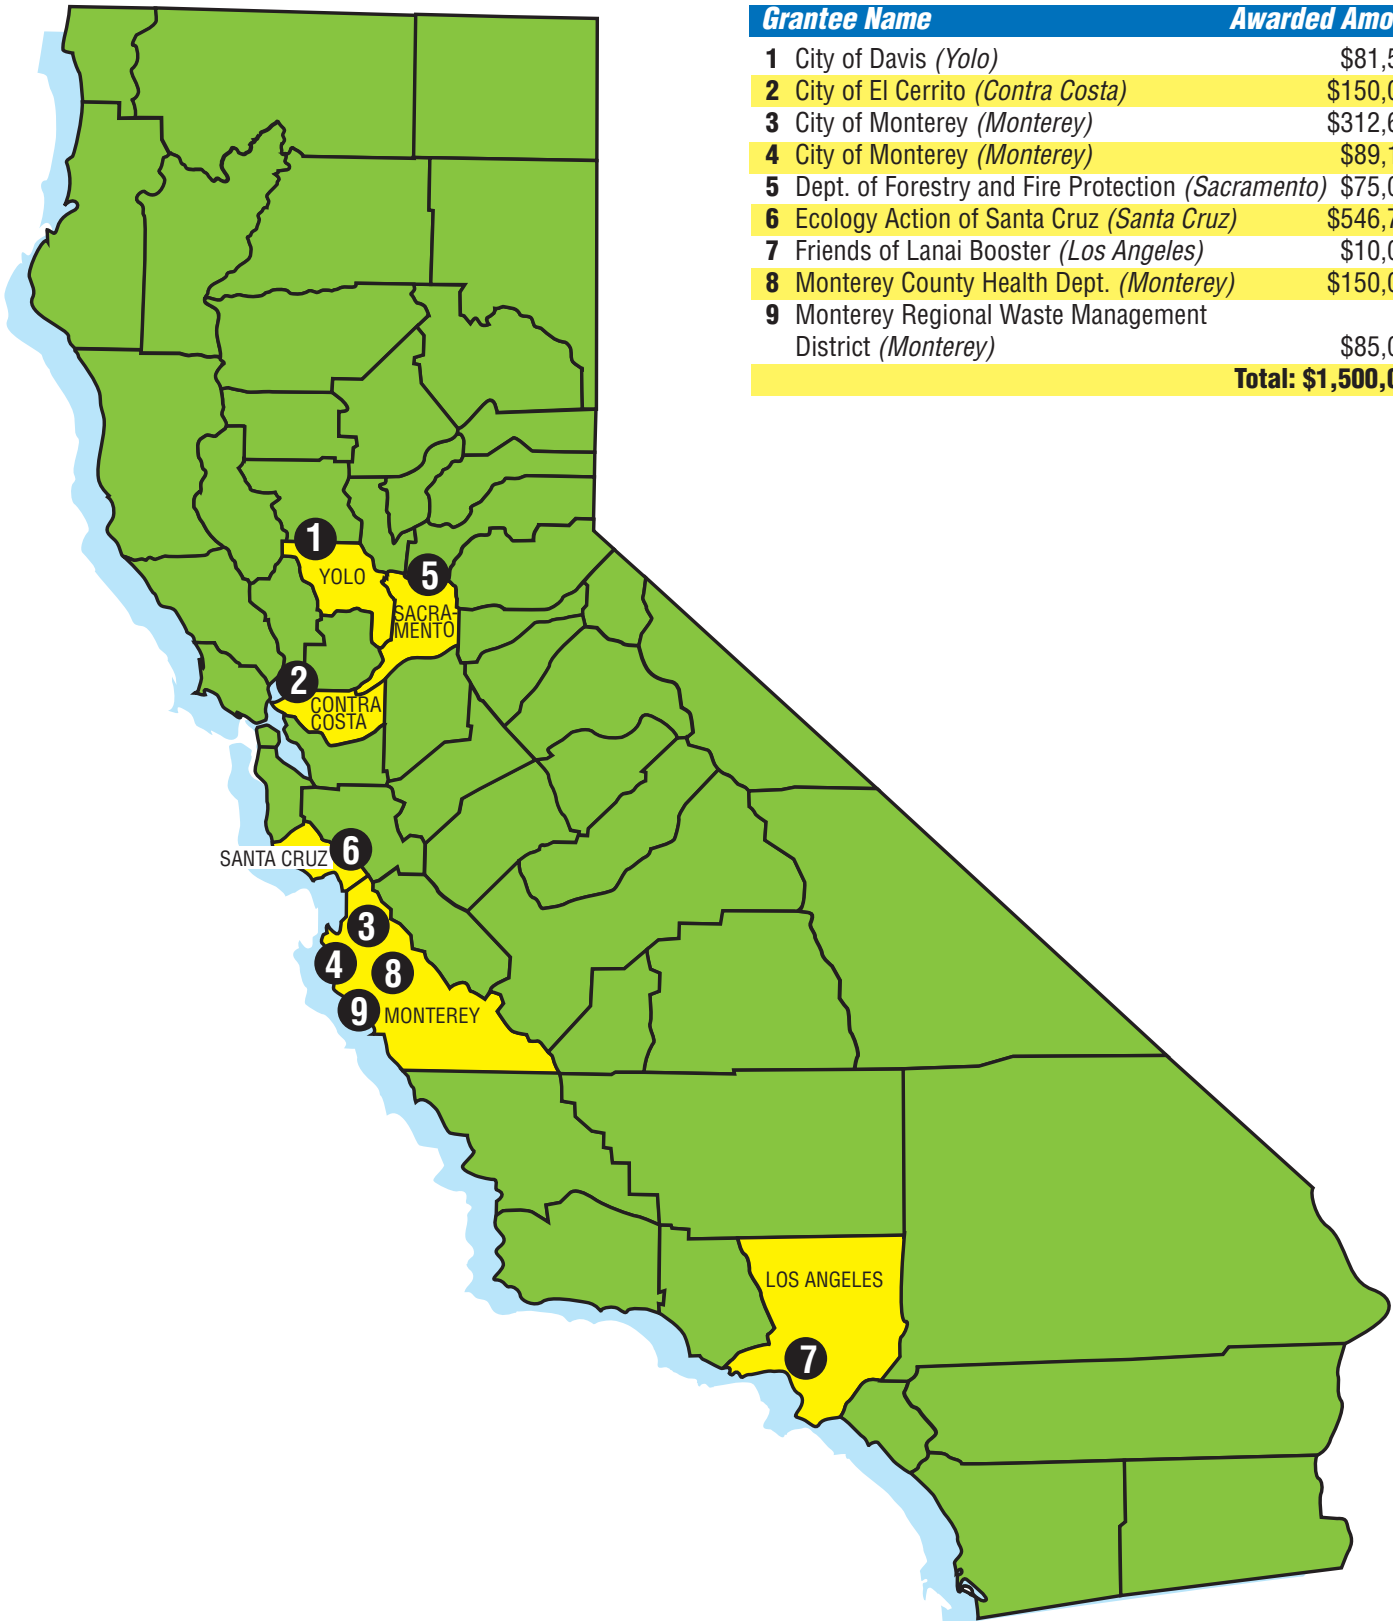 Grantee Name Awarded Amo
1 City of Davis (Yolo) $81,5
2 City of El Cerrito (Contra Costa) $150,0
3 City of Monterey (Monterey) $312,6
4 City of Monterey (Monterey) $89,1
5 Dept. of Forestry and Fire Protection (Sacramento) $75,0
6 Ecology Action of Santa Cruz (Santa Cruz) $546,7
7 Friends of Lanai Booster (Los Angeles) $10,0
8 Monterey County Health Dept. (Monterey) $150,0
9 Monterey Regional Waste Management
District (Monterey) $85,0
Total: $1,500,0
1
YOLO
5
SACRA-
MENTO
2
CONTRA
COSTA
SANTA CRUZ
6
3
4
8
9
MONTEREY
LOS ANGELES
7